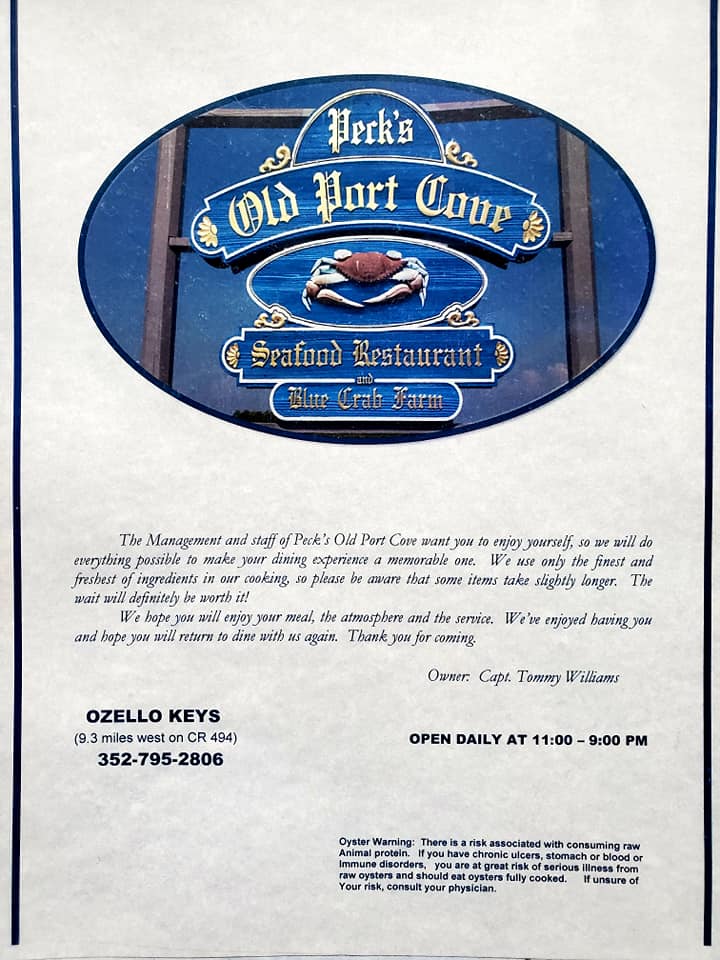 Peck's
Old Port Cove
Seafood Restaurant
and
Blue Crab Farm
The Management and staff of Peck's Old Port Cove want you to enjoy yourself, so we will do
everything possible to make your dining experience a memorable one. We use only the finest and
freshest of ingredients in our cooking, so please be aware that some items take slightly longer. The
wait will definitely be worth it!
We hope you will enjoy your meal, the atmosphere and the service. We've enjoyed having you
and hope you will return to dine with us again. Thank you for coming.
Owner: Capt. Tommy Williams
OZELLO KEYS
(9.3 miles west on CR 494)
352-795-2806
OPEN DAILY AT 11:00 – 9:00 PM
Oyster Warning: There is a risk associated with consuming raw
Animal protein. If you have chronic ulcers, stomach or blood or
Immune disorders, you are at great risk of serious illness from
raw oysters and should eat oysters fully cooked. If unsure of
Your risk, consult your physician.